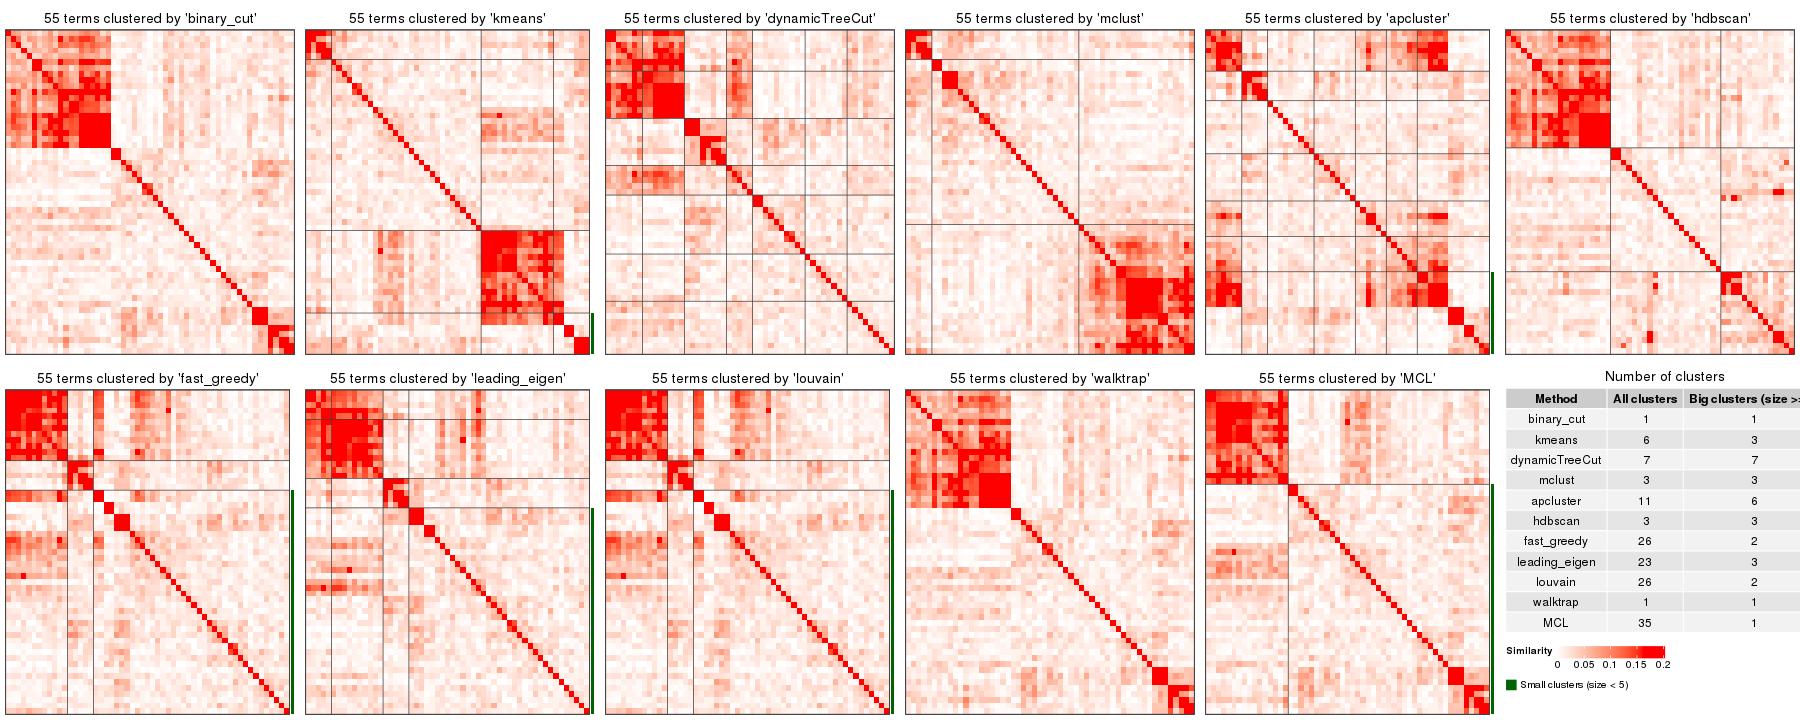 55 terms clustered by 'binary_cut'
55 terms clustered by 'kmeans'
55 terms clustered by 'dynamicTreeCut'
55 terms clustered by 'mclust'
55 terms clustered by 'apcluster'
55 terms clustered by 'hdbscan'
55 terms clustered by 'fast_greedy'
55 terms clustered by 'leading_eigen'
55 terms clustered by 'louvain'
55 terms clustered by 'walktrap'
55 terms clustered by 'MCL'
Number of clusters
Method All clusters Big clusters (size >=
binary_cut 1 1
kmeans 6 3
dynamicTreeCut 7 7
mclust 3 3
apcluster 11 6
hdbscan 3 3
fast_greedy 26 2
leading_eigen 23 3
louvain 26 2
walktrap 1 1
MCL 35 1
Similarity
0 0.05 0.1 0.15 0.2
Small clusters (size < 5)